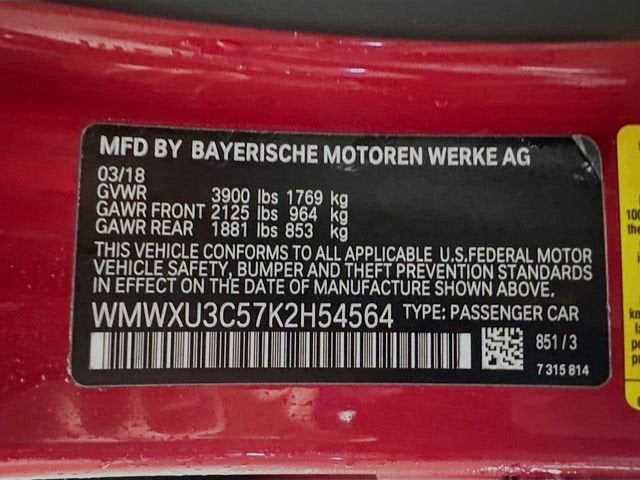 MFD BY BAYERISCHE MOTOREN WERKE AG
03/18
GVWR 3900 lbs 1769 kg
GAWR FRONT 2125 lbs 964 kg
GAWR REAR 1881 lbs 853 kg
THIS VEHICLE CONFORMS TO ALL APPLICABLE U.S.FEDERAL MOTOR
VEHICLE SAFETY, BUMPER AND THEFT PREVENTION STANDARDS
IN EFFECT ON THE DATE OF MANUFACTURE SHOWN ABOVE.
WMWXU3C57K2H54564 TYPE: PASSENGER CAR
851 / 3
7 315 814
100
the
km